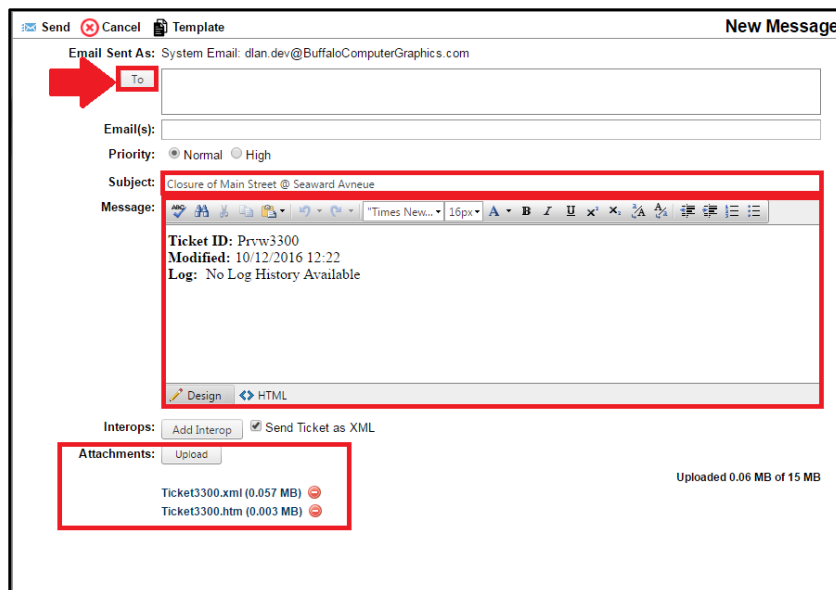 Send Cancel Template New Message
Email Sent As: System Email: dlan.dev@BuffaloComputerGraphics.com
To
Email(s):
Priority: Normal High
Subject: Closure of Main Street @ Seaward Avneue
Message: ABC "Times New... 16px A B I U x² x₂
Ticket ID: Prvw3300
Modified: 10/12/2016 12:22
Log: No Log History Available
Design HTML
Interops: Add Interop Send Ticket as XML
Attachments: Upload
Uploaded 0.06 MB of 15 MB
Ticket3300.xml (0.057 MB)
Ticket3300.htm (0.003 MB)